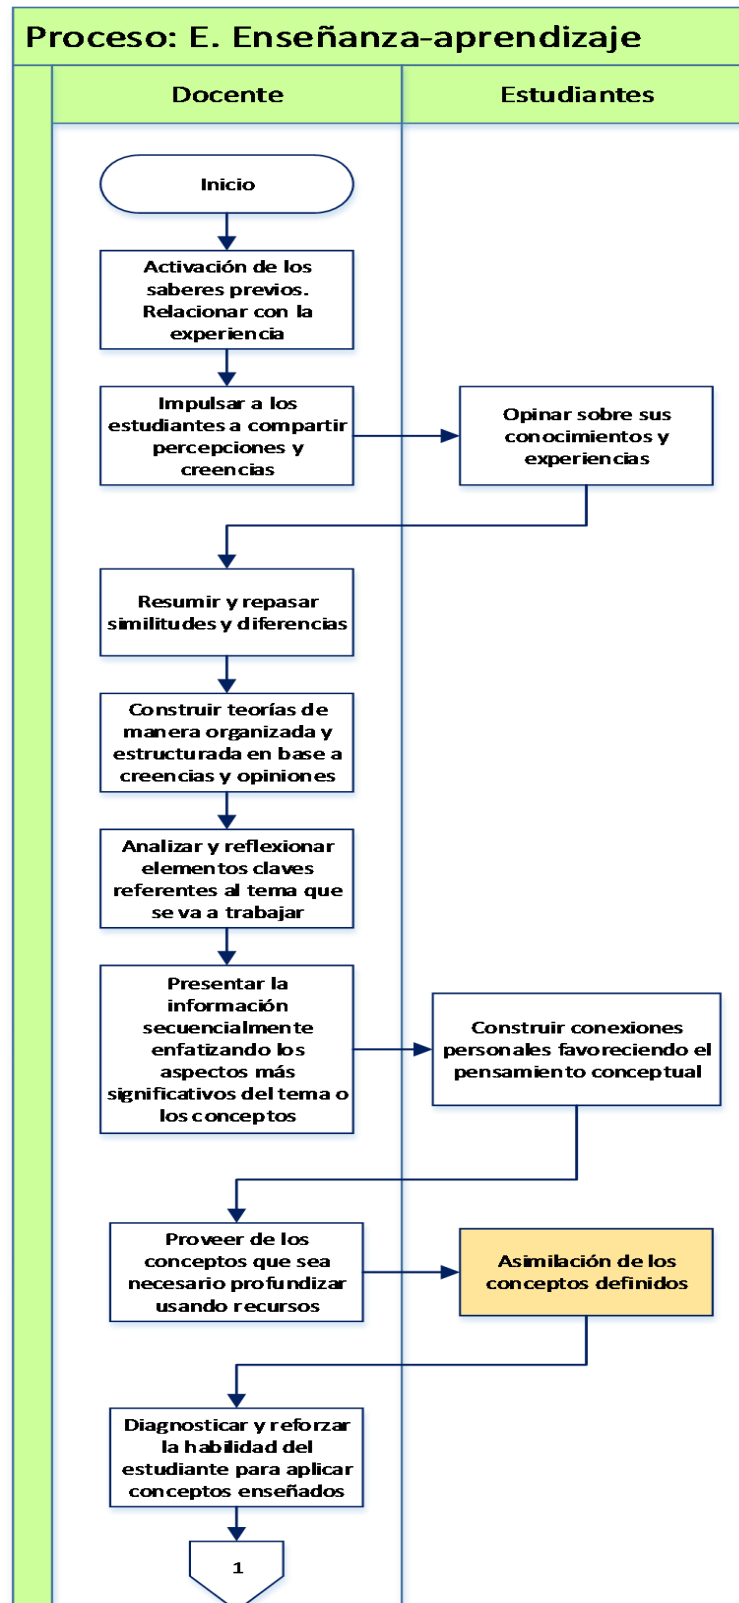 Proceso: E. Enseñanza-aprendizaje
Docente
Estudiantes
Inicio
Activación de los
saberes previos.
Relacionar con la
experiencia
Impulsar a los
estudiantes a compartir
percepciones y
creencias
Opinar sobre sus
conocimientos y
experiencias
Resumir y repasar
similitudes y diferencias
Construir teorías de
manera organizada y
estructurada en base a
creencias y opiniones
Analizar y reflexionar
elementos claves
referentes al tema que
se va a trabajar
Presentar la
información
secuencialmente
enfatizando los
aspectos más
significativos del tema o
los conceptos
Construir conexiones
personales favoreciendo el
pensamiento conceptual
Proveer de los
conceptos que sea
necesario profundizar
usando recursos
Asimilación de los
conceptos definidos
Diagnosticar y reforzar
la habilidad del
estudiante para aplicar
conceptos enseñados
1